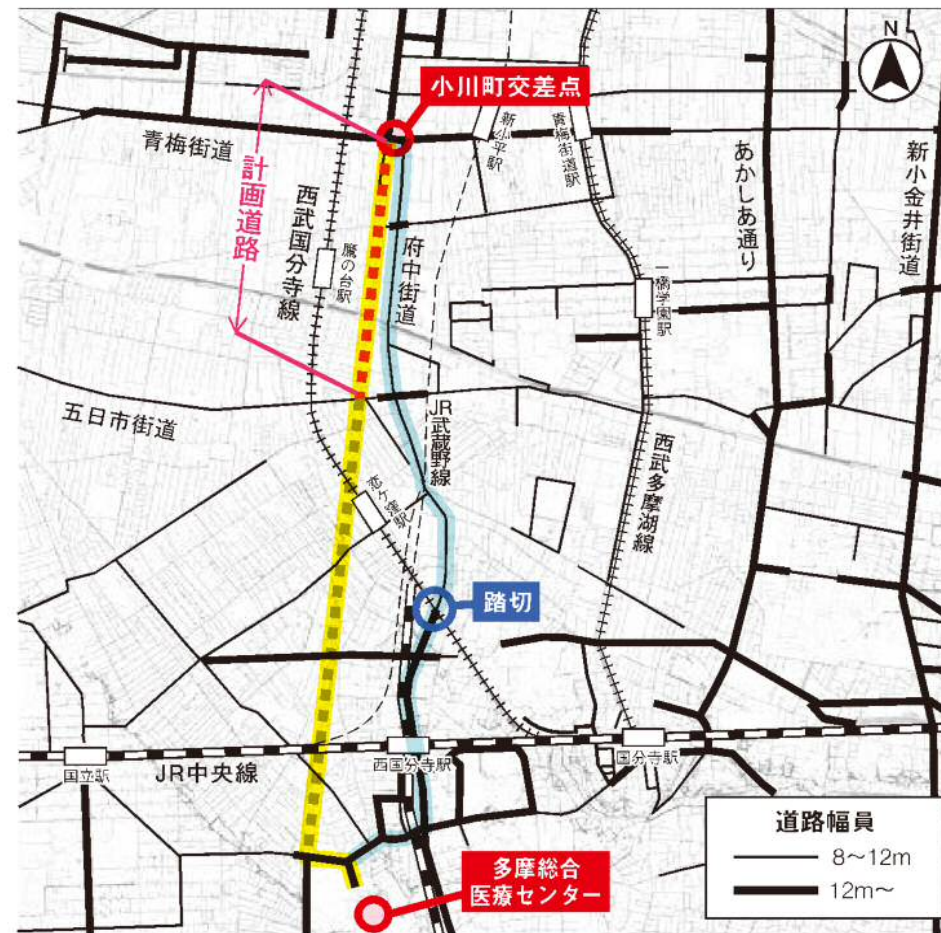 N
小川町交差点
青梅街道
新小平駅
青梅街道駅
計画道路
西武国分寺線
鷹の台駅
府中街道
あかしあ通り
新小金井街道
一橋学園駅
五日市街道
JR武蔵野線
恋ヶ窪駅
西武多摩湖線
踏切
国立駅
JR中央線
西国分寺駅
国分寺駅
多摩総合
医療センター
道路幅員
8〜12m
12m〜